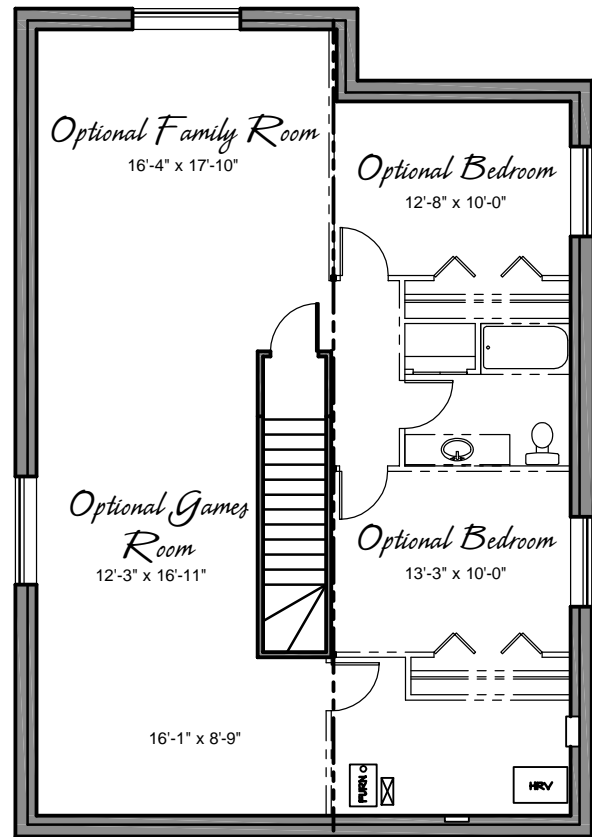 Optional Family Room
16'-4" x 17'-10"
Optional Bedroom
12'-8" x 10'-0"
Optional Games
Room
12'-3" x 16'-11"
Optional Bedroom
13'-3" x 10'-0"
16'-1" x 8'-9"
FURN
HRV